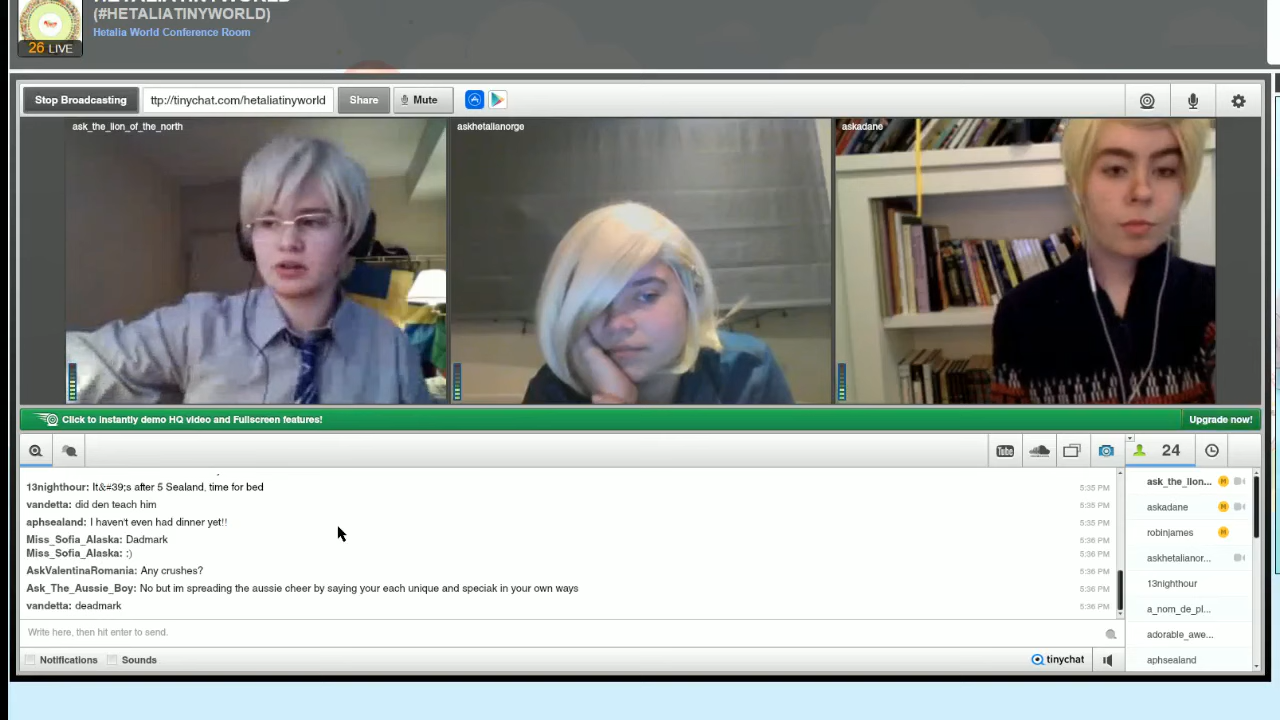 HETALIATINYWORLD
(#HETALIATINYWORLD)
Hetalia World Conference Room
26 LIVE
Stop Broadcasting
ttp://tinychat.com/hetaliatinyworld
Share
Mute
ask_the_lion_of_the_north
askhetalianorge
askadane
Click to instantly demo HQ video and Fullscreen features!
Upgrade now!
You Tube
24
13nighthour: It&#39;s after 5 Sealand, time for bed 5:35 PM
vandetta: did den teach him 5:35 PM
aphsealand: I haven't even had dinner yet!! 5:35 PM
Miss_Sofia_Alaska: Dadmark 5:36 PM
Miss_Sofia_Alaska: :) 5:36 PM
AskValentinaRomania: Any crushes? 5:36 PM
Ask_The_Aussie_Boy: No but im spreading the aussie cheer by saying your each unique and speciak in your own ways 5:36 PM
vandetta: deadmark 5:36 PM
ask_the_lion... M
askadane M
robinjames M
askhetalianor...
13nighthour
a_nom_de_pl...
adorable_awe...
aphsealand
Write here, then hit enter to send.
Notifications
Sounds
tinychat